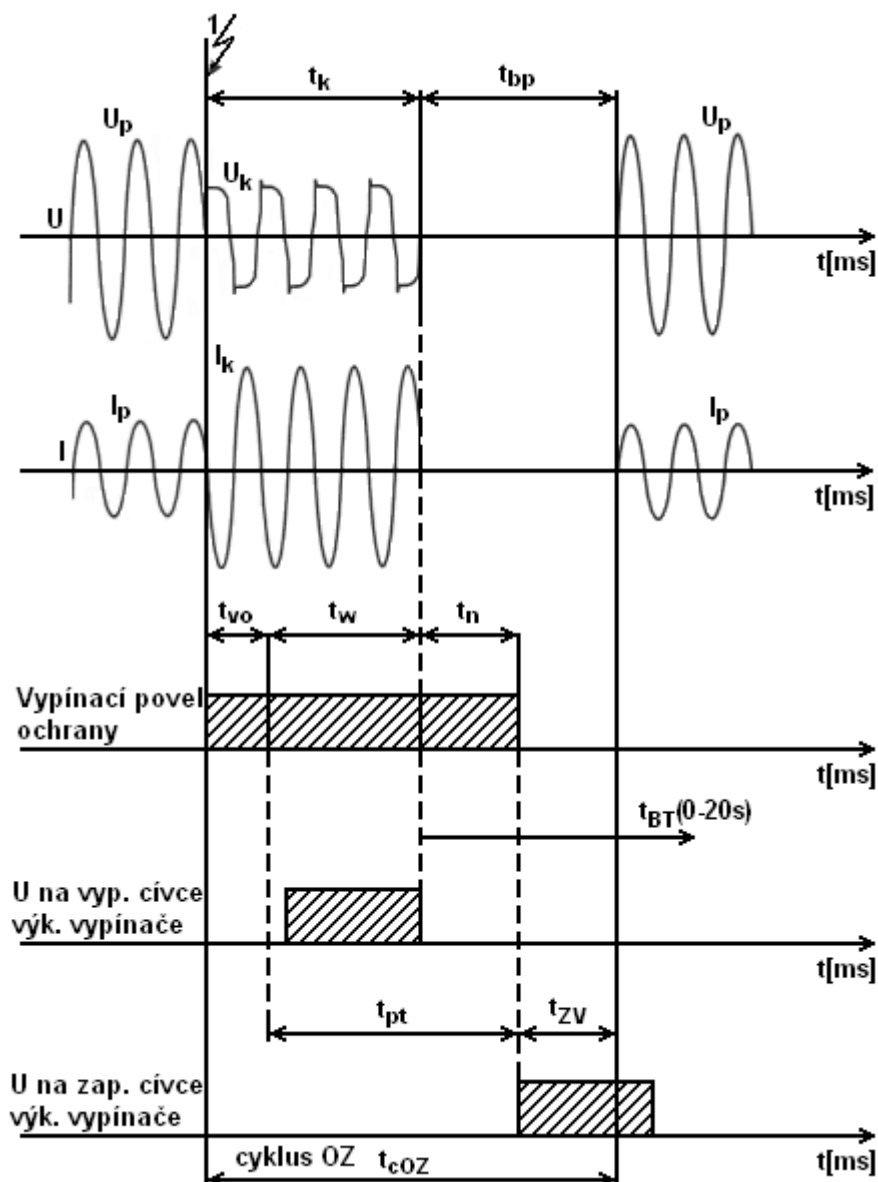 1
t_k t_bp
U_p U_p
U_k
U
t[ms]
I_k
I_p I_p
I
t[ms]
t_vo t_w t_n
Vypínací povel
ochrany
t[ms]
t_BT(0-20s)
U na vyp. cívce
výk. vypínače
t[ms]
t_pt t_ZV
U na zap. cívce
výk. vypínače
t[ms]
cyklus OZ t_cOZ